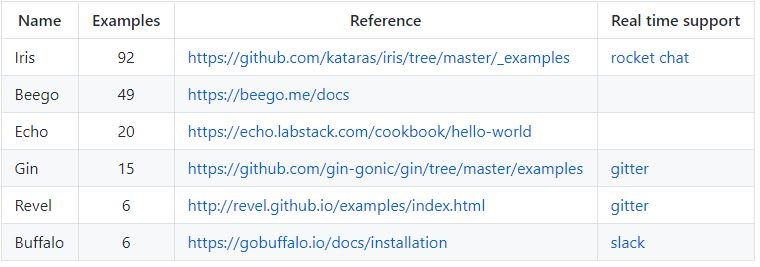 Name Examples Reference Real time support
Iris 92 https://github.com/kataras/iris/tree/master/_examples rocket chat
Beego 49 https://beego.me/docs
Echo 20 https://echo.labstack.com/cookbook/hello-world
Gin 15 https://github.com/gin-gonic/gin/tree/master/examples gitter
Revel 6 http://revel.github.io/examples/index.html gitter
Buffalo 6 https://gobuffalo.io/docs/installation slack